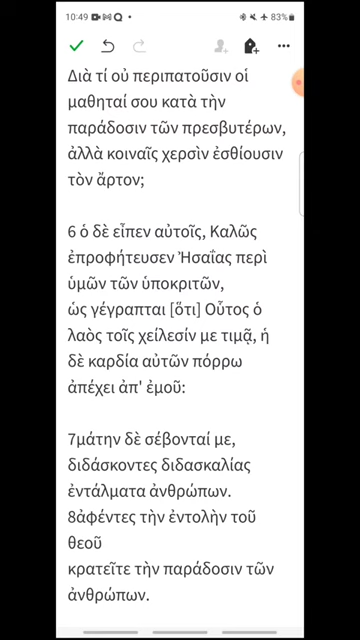 10:49
83%
Διὰ τί οὐ περιπατοῦσιν οἱ
μαθηταί σου κατὰ τὴν
παράδοσιν τῶν πρεσβυτέρων,
ἀλλὰ κοιναῖς χερσὶν ἐσθίουσιν
τὸν ἄρτον;
6 ὁ δὲ εἶπεν αὐτοῖς, Καλῶς
ἐπροφήτευσεν Ἠσαΐας περὶ
ὑμῶν τῶν ὑποκριτῶν,
ὡς γέγραπται [ὅτι] Οὗτος ὁ
λαὸς τοῖς χείλεσίν με τιμᾷ, ἡ
δὲ καρδία αὐτῶν πόρρω
ἀπέχει ἀπ' ἐμοῦ:
7μάτην δὲ σέβονταί με,
διδάσκοντες διδασκαλίας
ἐντάλματα ἀνθρώπων.
8ἀφέντες τὴν ἐντολὴν τοῦ
θεοῦ
κρατεῖτε τὴν παράδοσιν τῶν
ἀνθρώπων.